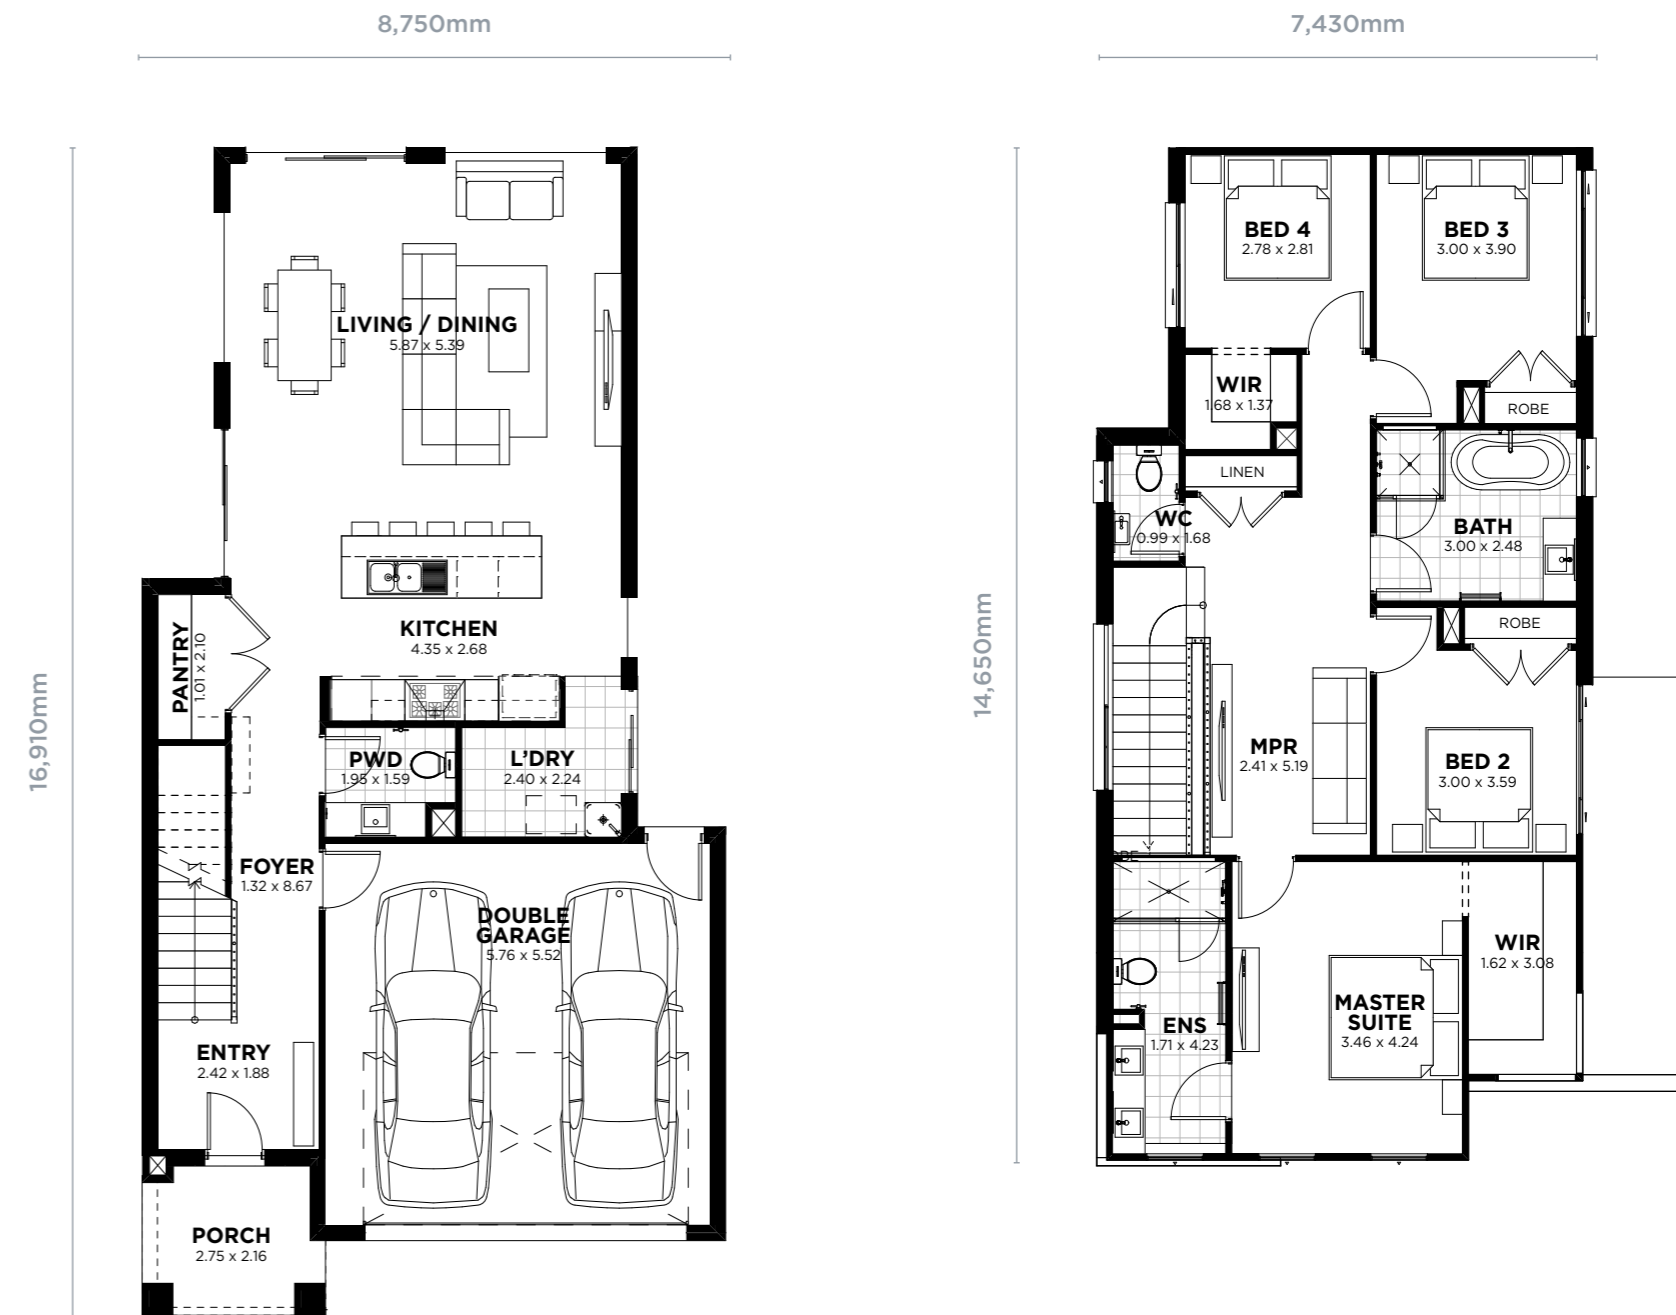 8,750mm
16,910mm
LIVING / DINING
5.87 x 5.39
KITCHEN
4.35 x 2.68
PANTRY
1.01 x 2.10
PWD
1.95 x 1.59
L'DRY
2.40 x 2.24
FOYER
1.32 x 8.67
DOUBLE
GARAGE
5.76 x 5.52
ENTRY
2.42 x 1.88
PORCH
2.75 x 2.16
7,430mm
14,650mm
BED 4
2.78 x 2.81
BED 3
3.00 x 3.90
WIR
1.68 x 1.37
ROBE
LINEN
WC
0.99 x 1.68
BATH
3.00 x 2.48
ROBE
MPR
2.41 x 5.19
BED 2
3.00 x 3.59
WIR
1.62 x 3.08
MASTER
SUITE
3.46 x 4.24
ENS
1.71 x 4.23